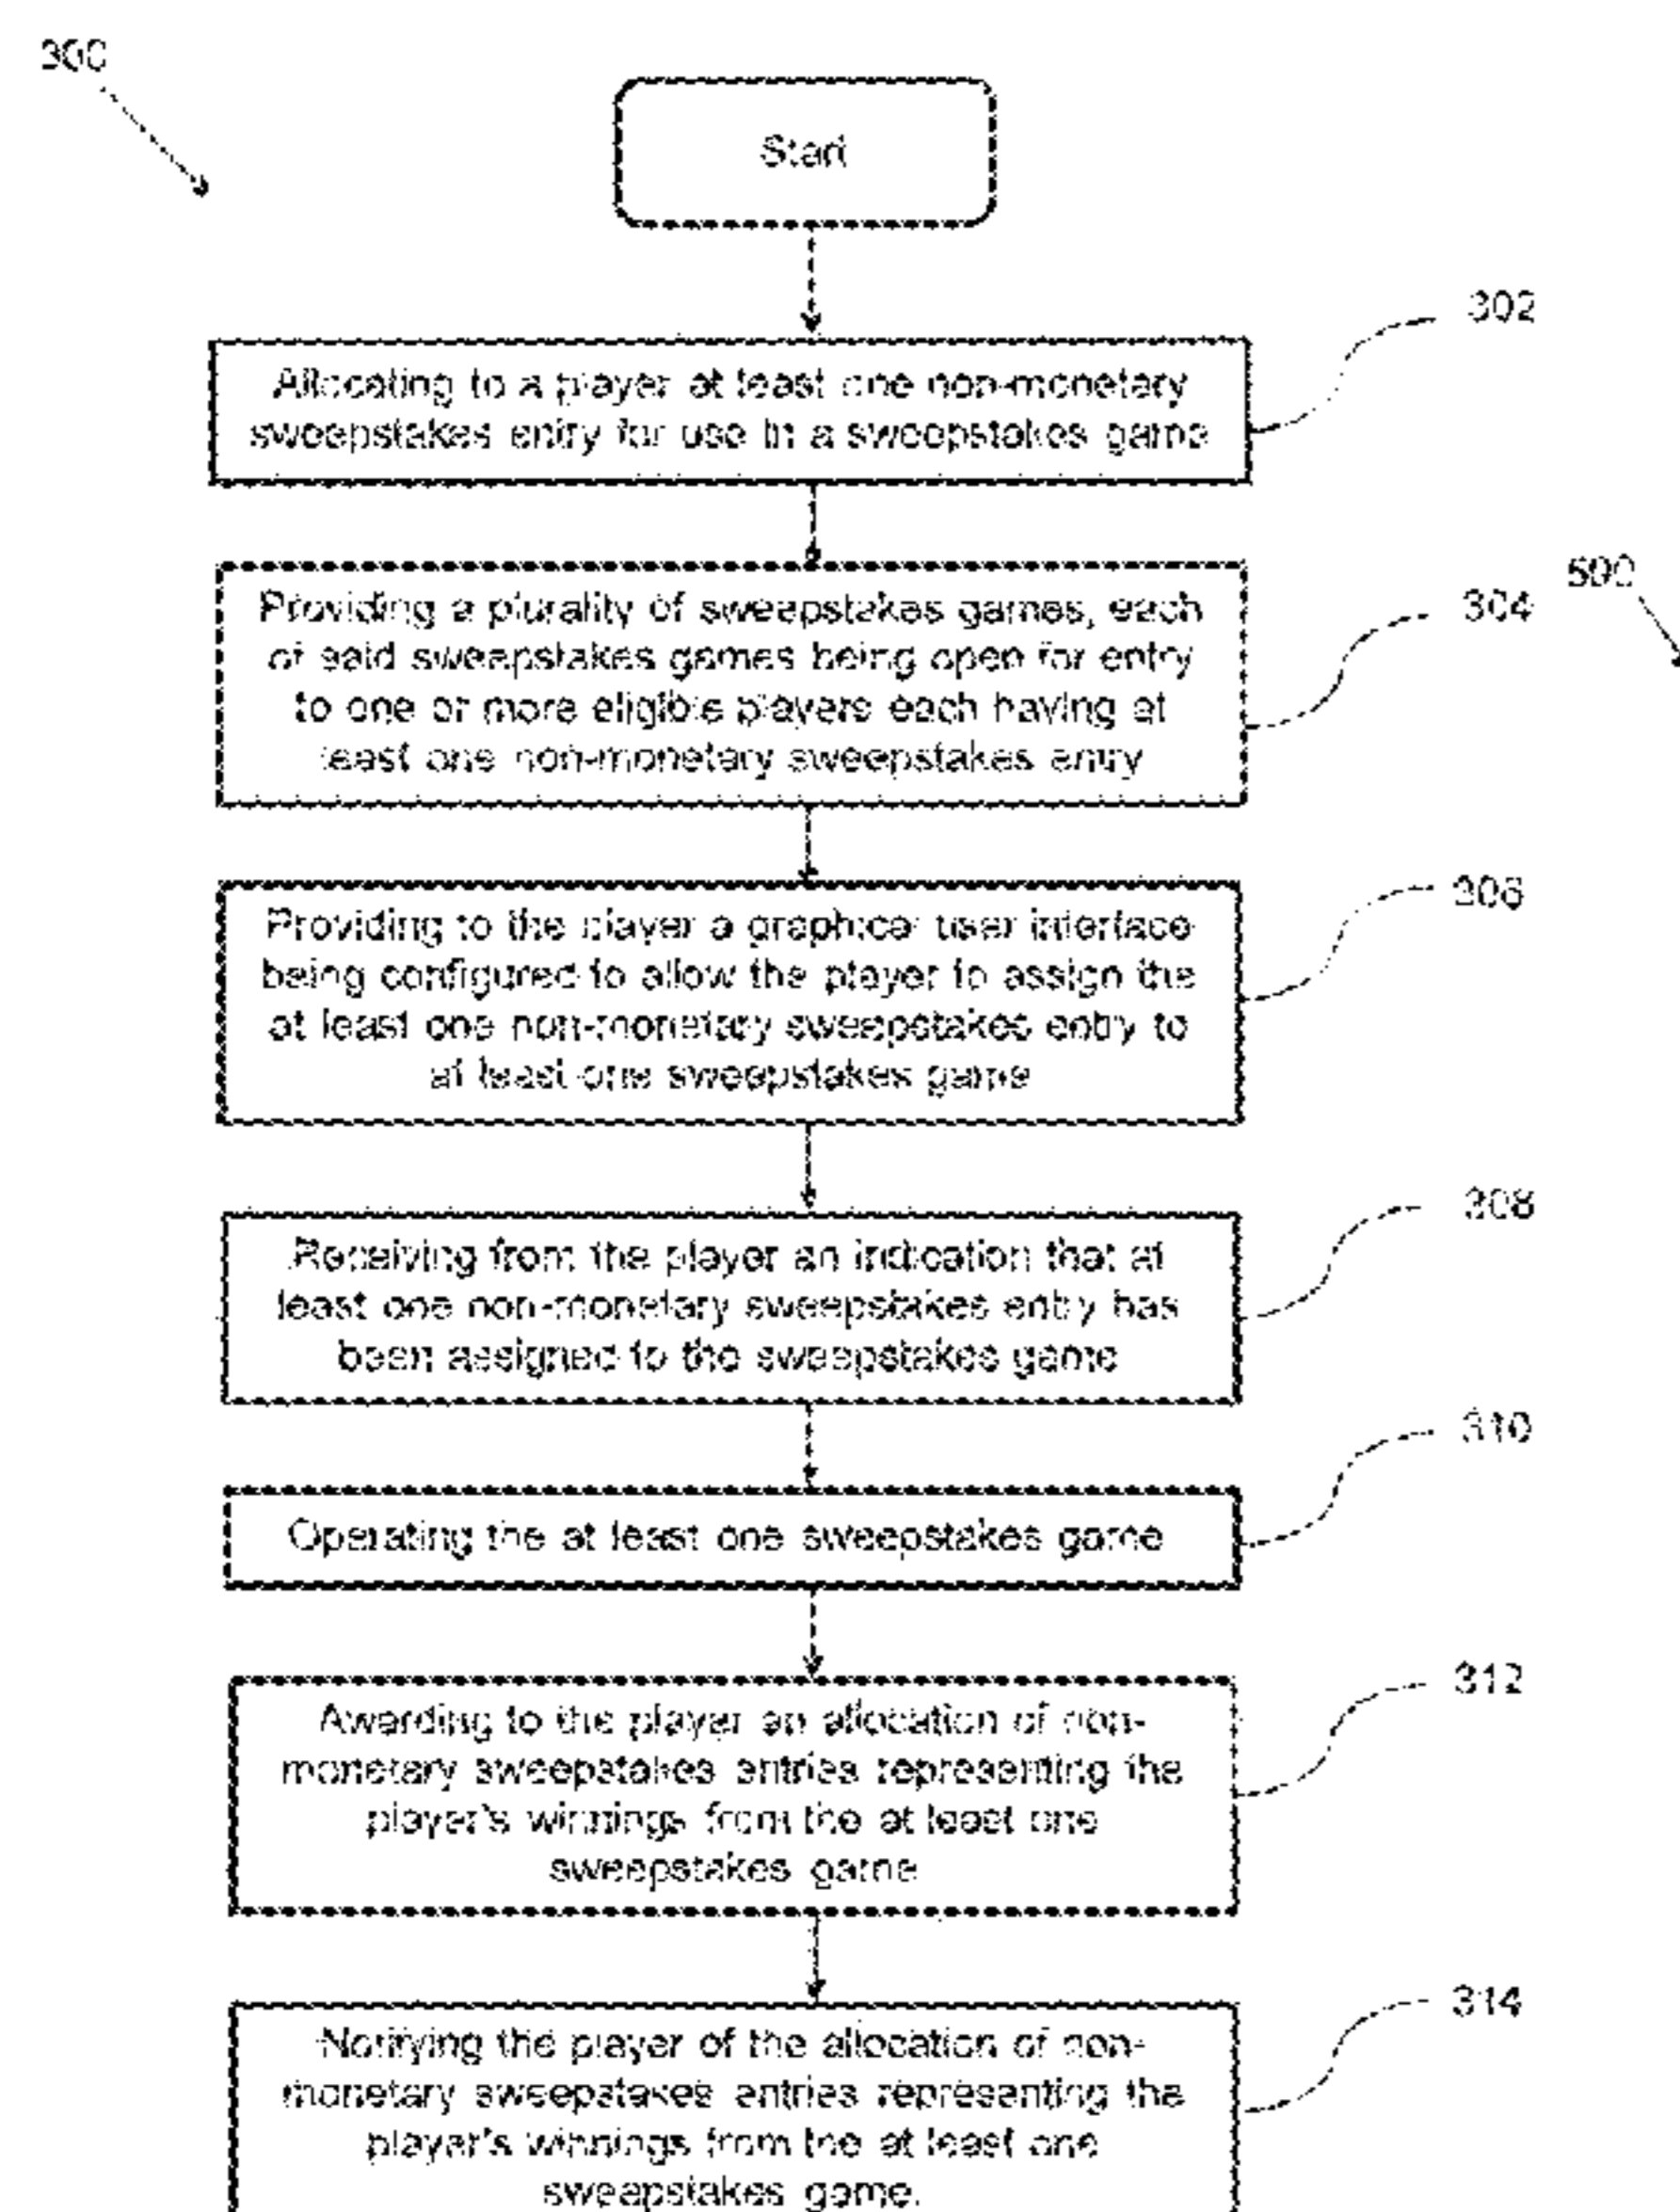 300
Start
302
Allocating to a player at least one non-monetary
sweepstakes entry for use in a sweepstakes game
304
500
Providing a plurality of sweepstakes games, each
of said sweepstakes games being open for entry
to one or more eligible players each having at
least one non-monetary sweepstakes entry
306
Providing to the player a graphical user interface
being configured to allow the player to assign the
at least one non-monetary sweepstakes entry to
at least one sweepstakes game
308
Receiving from the player an indication that at
least one non-monetary sweepstakes entry has
been assigned to the sweepstakes game
310
Operating the at least one sweepstakes game
312
Awarding to the player an allocation of non-
monetary sweepstakes entries representing the
player's winnings from the at least one
sweepstakes game
314
Notifying the player of the allocation of non-
monetary sweepstakes entries representing the
player's winnings from the at least one
sweepstakes game.